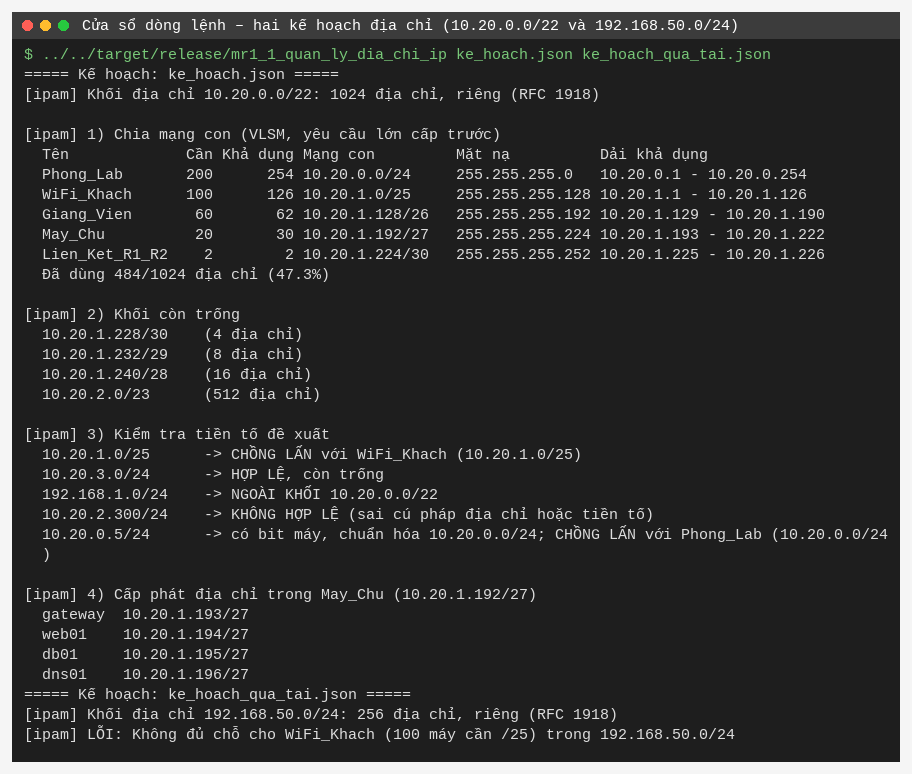 Cửa sổ dòng lệnh – hai kế hoạch địa chỉ (10.20.0.0/22 và 192.168.50.0/24)
$ ../../target/release/mr1_1_quan_ly_dia_chi_ip ke_hoach.json ke_hoach_qua_tai.json
===== Kế hoạch: ke_hoach.json =====
[ipam] Khối địa chỉ 10.20.0.0/22: 1024 địa chỉ, riêng (RFC 1918)

[ipam] 1) Chia mạng con (VLSM, yêu cầu lớn cấp trước)
  Tên             Cần Khả dụng Mạng con         Mặt nạ          Dải khả dụng
  Phong_Lab       200      254 10.20.0.0/24     255.255.255.0   10.20.0.1 - 10.20.0.254
  WiFi_Khach      100      126 10.20.1.0/25     255.255.255.128 10.20.1.1 - 10.20.1.126
  Giang_Vien       60       62 10.20.1.128/26   255.255.255.192 10.20.1.129 - 10.20.1.190
  May_Chu          20       30 10.20.1.192/27   255.255.255.224 10.20.1.193 - 10.20.1.222
  Lien_Ket_R1_R2    2        2 10.20.1.224/30   255.255.255.252 10.20.1.225 - 10.20.1.226
  Đã dùng 484/1024 địa chỉ (47.3%)

[ipam] 2) Khối còn trống
  10.20.1.228/30    (4 địa chỉ)
  10.20.1.232/29    (8 địa chỉ)
  10.20.1.240/28    (16 địa chỉ)
  10.20.2.0/23      (512 địa chỉ)

[ipam] 3) Kiểm tra tiền tố đề xuất
  10.20.1.0/25      -> CHỒNG LẤN với WiFi_Khach (10.20.1.0/25)
  10.20.3.0/24      -> HỢP LỆ, còn trống
  192.168.1.0/24    -> NGOÀI KHỐI 10.20.0.0/22
  10.20.2.300/24    -> KHÔNG HỢP LỆ (sai cú pháp địa chỉ hoặc tiền tố)
  10.20.0.5/24      -> có bit máy, chuẩn hóa 10.20.0.0/24; CHỒNG LẤN với Phong_Lab (10.20.0.0/24
  )

[ipam] 4) Cấp phát địa chỉ trong May_Chu (10.20.1.192/27)
  gateway  10.20.1.193/27
  web01    10.20.1.194/27
  db01     10.20.1.195/27
  dns01    10.20.1.196/27
===== Kế hoạch: ke_hoach_qua_tai.json =====
[ipam] Khối địa chỉ 192.168.50.0/24: 256 địa chỉ, riêng (RFC 1918)
[ipam] LỖI: Không đủ chỗ cho WiFi_Khach (100 máy cần /25) trong 192.168.50.0/24